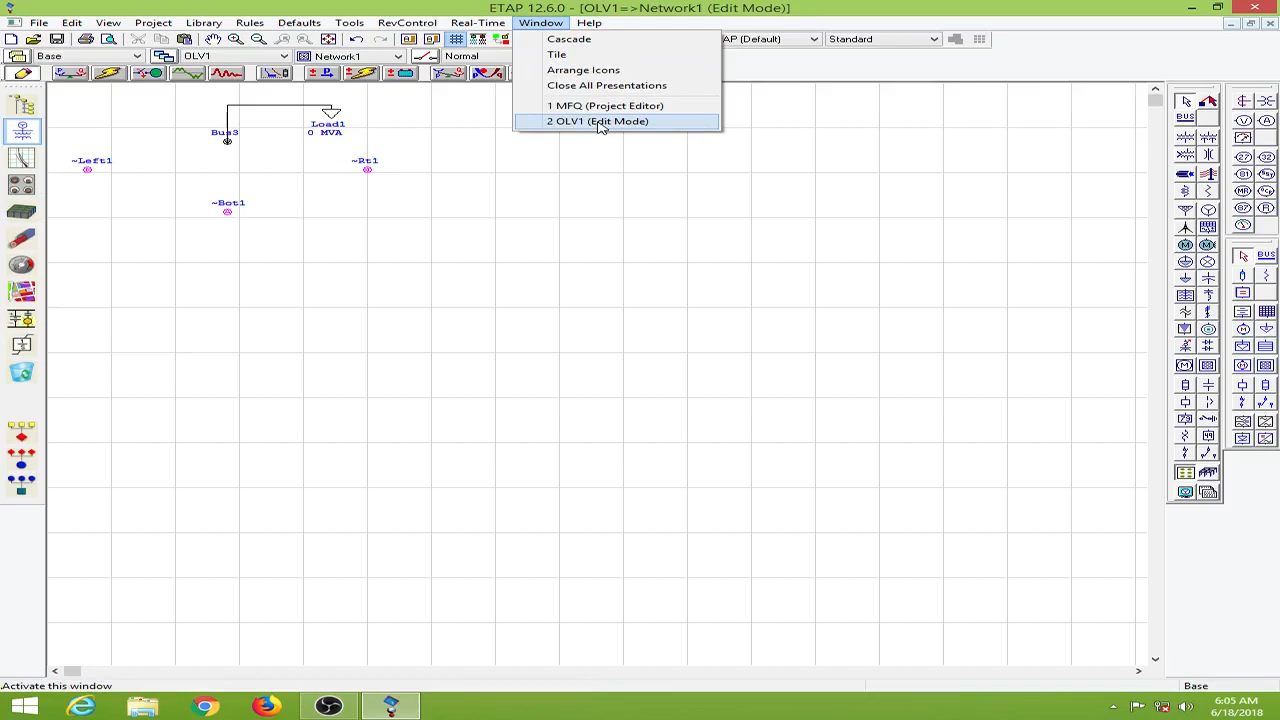 ETAP 12.6.0 - [OLV1=>Network1 (Edit Mode)]
File Edit View Project Library Rules Defaults Tools RevControl Real-Time Window Help
AP (Default) Standard
Base OLV1 Network1 Normal
Cascade
Tile
Arrange Icons
Close All Presentations
1 MFQ (Project Editor)
2 OLV1 (Edit Mode)
Load1
Bus3 0 MVA
~Left1 ~Rt1
~Bot1
BUS
BUS
Activate this window Base
6:05 AM
6/18/2018